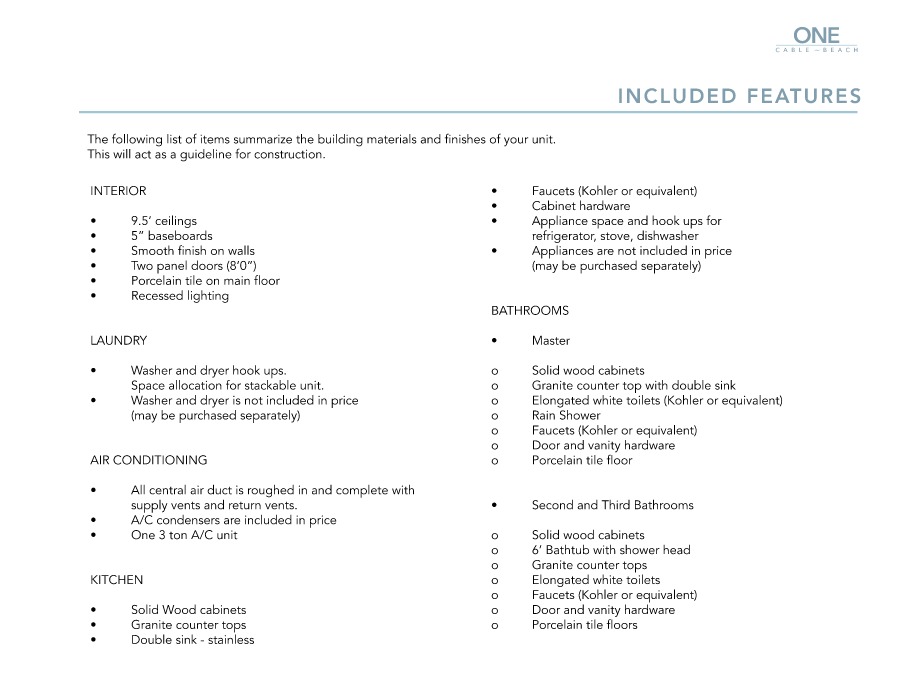 ONE
CABLE – BEACH
INCLUDED FEATURES
The following list of items summarize the building materials and finishes of your unit.
This will act as a guideline for construction.
INTERIOR
• 9.5' ceilings
• 5” baseboards
• Smooth finish on walls
• Two panel doors (8’0”)
• Porcelain tile on main floor
• Recessed lighting
LAUNDRY
• Washer and dryer hook ups.
Space allocation for stackable unit.
• Washer and dryer is not included in price
(may be purchased separately)
AIR CONDITIONING
• All central air duct is roughed in and complete with
supply vents and return vents.
• A/C condensers are included in price
• One 3 ton A/C unit
KITCHEN
• Solid Wood cabinets
• Granite counter tops
• Double sink - stainless
• Faucets (Kohler or equivalent)
• Cabinet hardware
• Appliance space and hook ups for
refrigerator, stove, dishwasher
• Appliances are not included in price
(may be purchased separately)
BATHROOMS
• Master
o Solid wood cabinets
o Granite counter top with double sink
o Elongated white toilets (Kohler or equivalent)
o Rain Shower
o Faucets (Kohler or equivalent)
o Door and vanity hardware
o Porcelain tile floor
• Second and Third Bathrooms
o Solid wood cabinets
o 6’ Bathtub with shower head
o Granite counter tops
o Elongated white toilets
o Faucets (Kohler or equivalent)
o Door and vanity hardware
o Porcelain tile floors